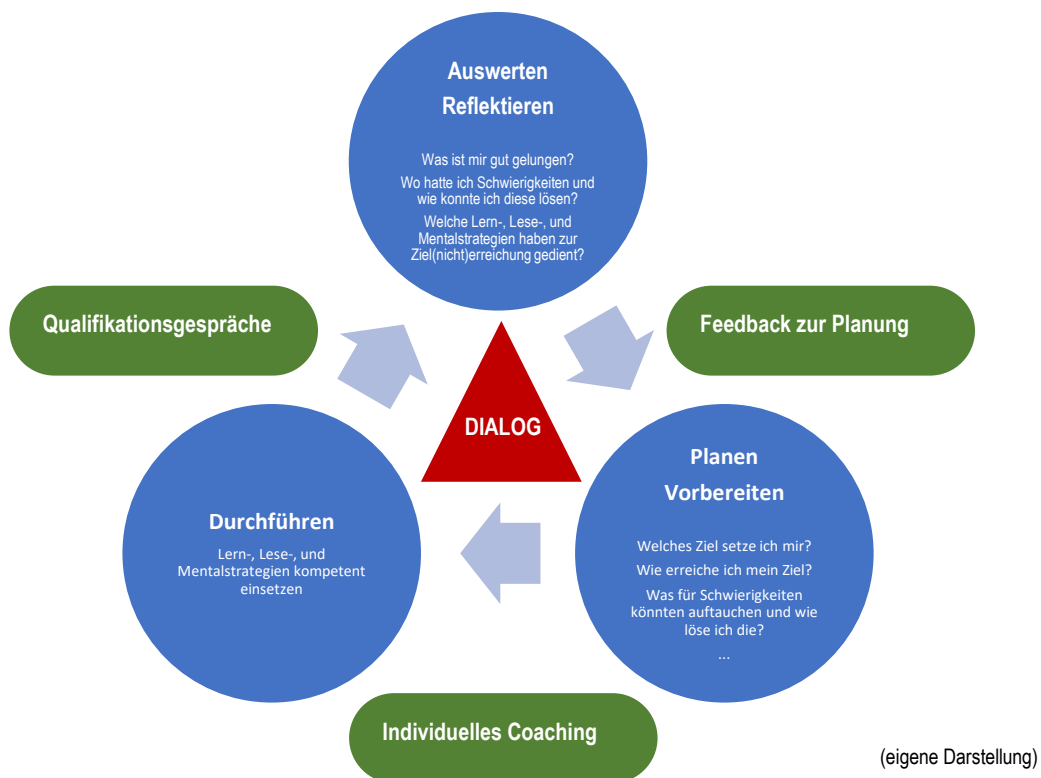 Auswerten
Reflektieren
Was ist mir gut gelungen?
Wo hatte ich Schwierigkeiten und
wie konnte ich diese lösen?
Welche Lern-, Lese-, und
Mentalstrategien haben zur
Ziel(nicht)erreichung gedient?
Qualifikationsgespräche
Feedback zur Planung
DIALOG
Planen
Vorbereiten
Welches Ziel setze ich mir?
Wie erreiche ich mein Ziel?
Was für Schwierigkeiten
könnten auftauchen und wie
löse ich die?
...
Durchführen
Lern-, Lese-, und
Mentalstrategien kompetent
einsetzen
Individuelles Coaching
(eigene Darstellung)